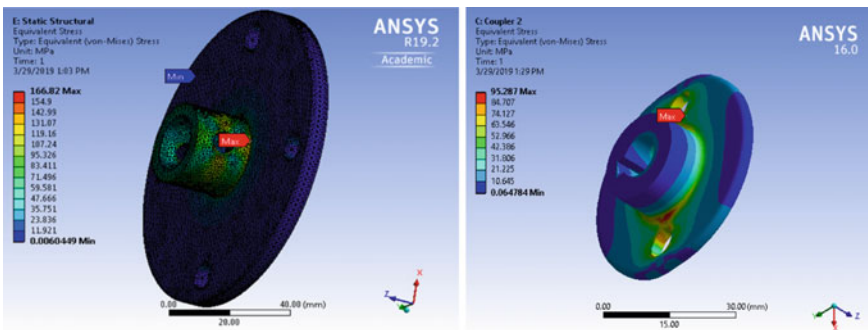 E: Static Structural
Equivalent Stress
Type: Equivalent (von-Mises) Stress
Unit: MPa
Time: 1
3/29/2019 1:03 PM
166.82 Max
154.9
142.99
131.07
119.16
107.24
95.326
83.411
71.496
59.581
47.666
35.751
23.836
11.921
0.0060449 Min
ANSYS
R19.2
Academic
Min
Max
0.00
40.00 (mm)
20.00
X
Z
C: Coupler 2
Equivalent Stress
Type: Equivalent (von-Mises) Stress
Unit: MPa
Time: 1
3/29/2019 1:29 PM
95.287 Max
84.707
74.127
63.546
52.966
42.386
31.806
21.225
10.645
0.064784 Min
ANSYS
16.0
Max
0.00
30.00 (mm)
15.00
Y
Z